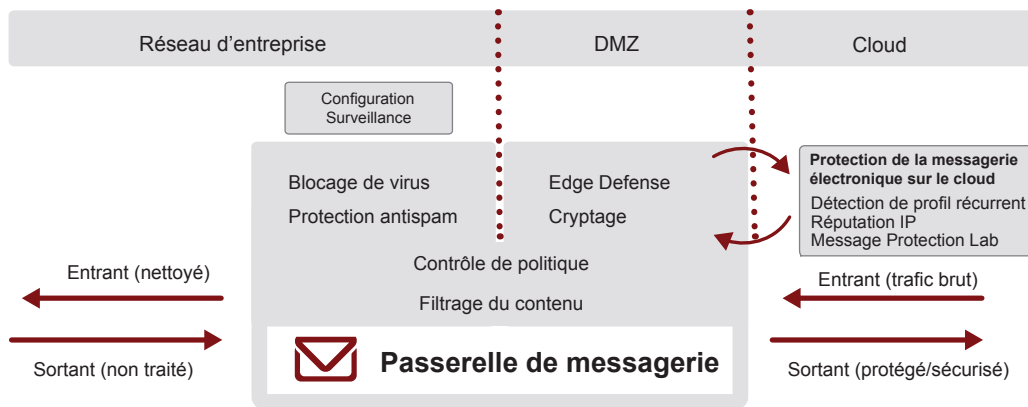 Réseau d’entreprise
DMZ
Cloud
Configuration
Surveillance
Blocage de virus
Protection antispam
Edge Defense
Cryptage
Protection de la messagerie
électronique sur le cloud
Détection de profil récurrent
Réputation IP
Message Protection Lab
Contrôle de politique
Filtrage du contenu
Entrant (nettoyé)
Sortant (non traité)
Entrant (trafic brut)
Sortant (protégé/sécurisé)
Passerelle de messagerie